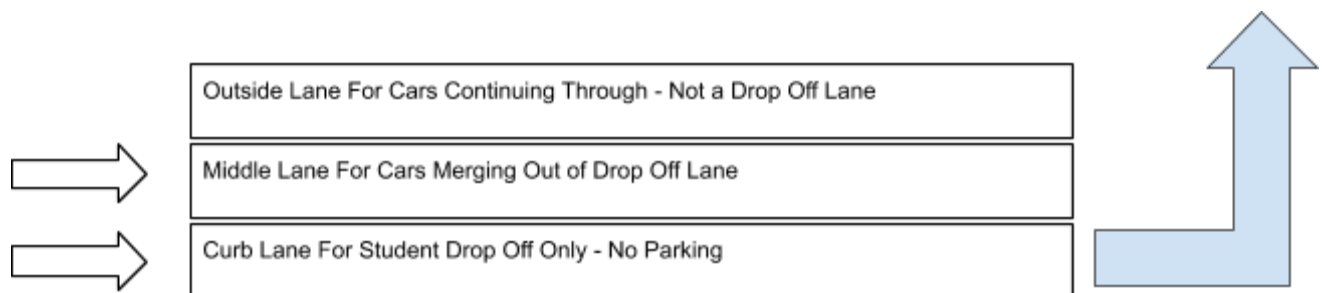 Outside Lane For Cars Continuing Through - Not a Drop Off Lane
Middle Lane For Cars Merging Out of Drop Off Lane
Curb Lane For Student Drop Off Only - No Parking